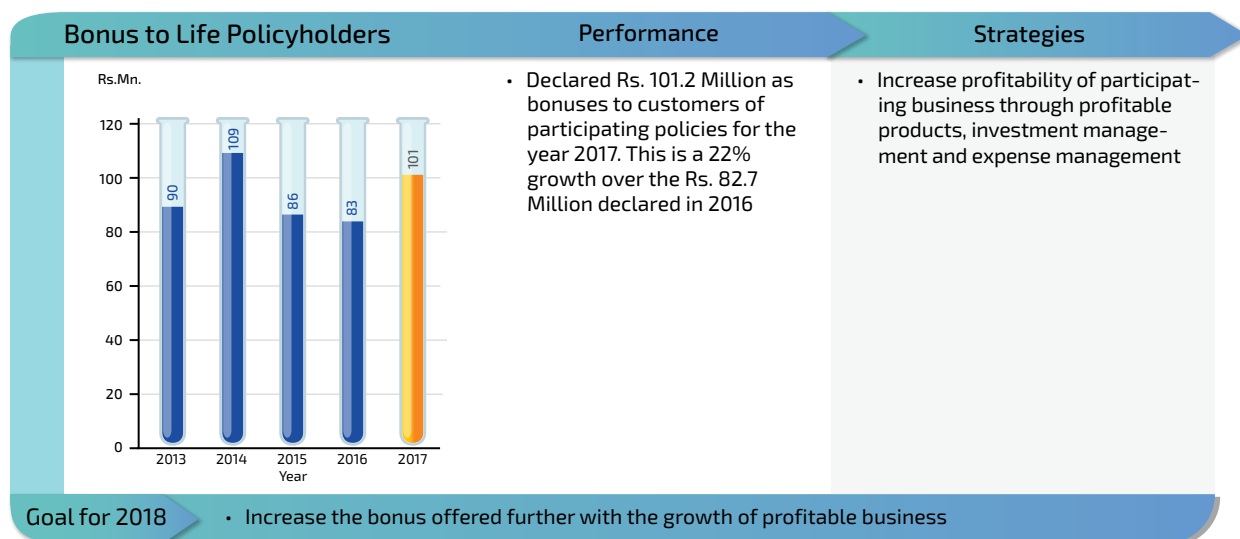 Bonus to Life Policyholders
Performance
Strategies
Rs.Mn.
120
100
80
60
40
20
0
90
109
86
83
101
2013 2014 2015 2016 2017
Year
• Declared Rs. 101.2 Million as
bonuses to customers of
participating policies for the
year 2017. This is a 22%
growth over the Rs. 82.7
Million declared in 2016
• Increase profitability of participat-
ing business through profitable
products, investment manage-
ment and expense management
Goal for 2018
• Increase the bonus offered further with the growth of profitable business